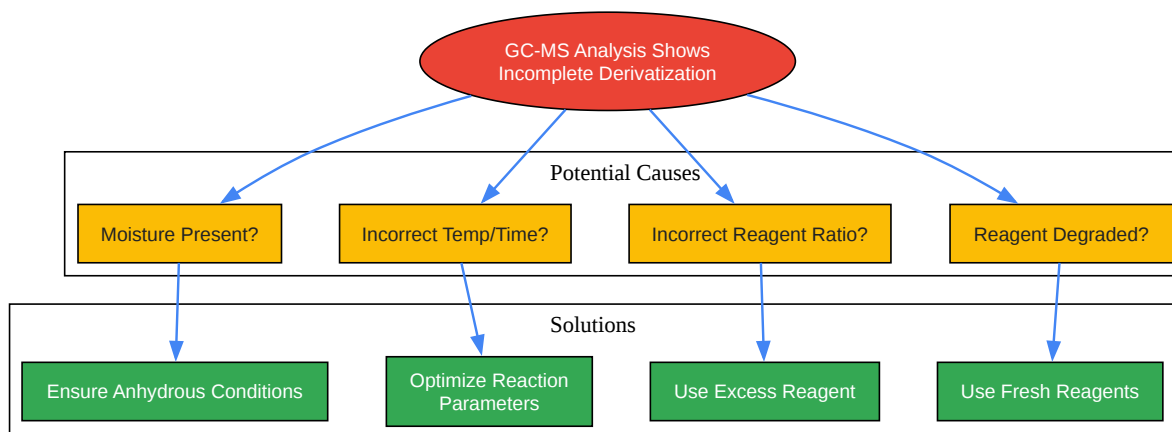 GC-MS Analysis Shows
Incomplete Derivatization
Potential Causes
Moisture Present?
Incorrect Temp/Time?
Incorrect Reagent Ratio?
Reagent Degraded?
Solutions
Ensure Anhydrous Conditions
Optimize Reaction
Parameters
Use Excess Reagent
Use Fresh Reagents